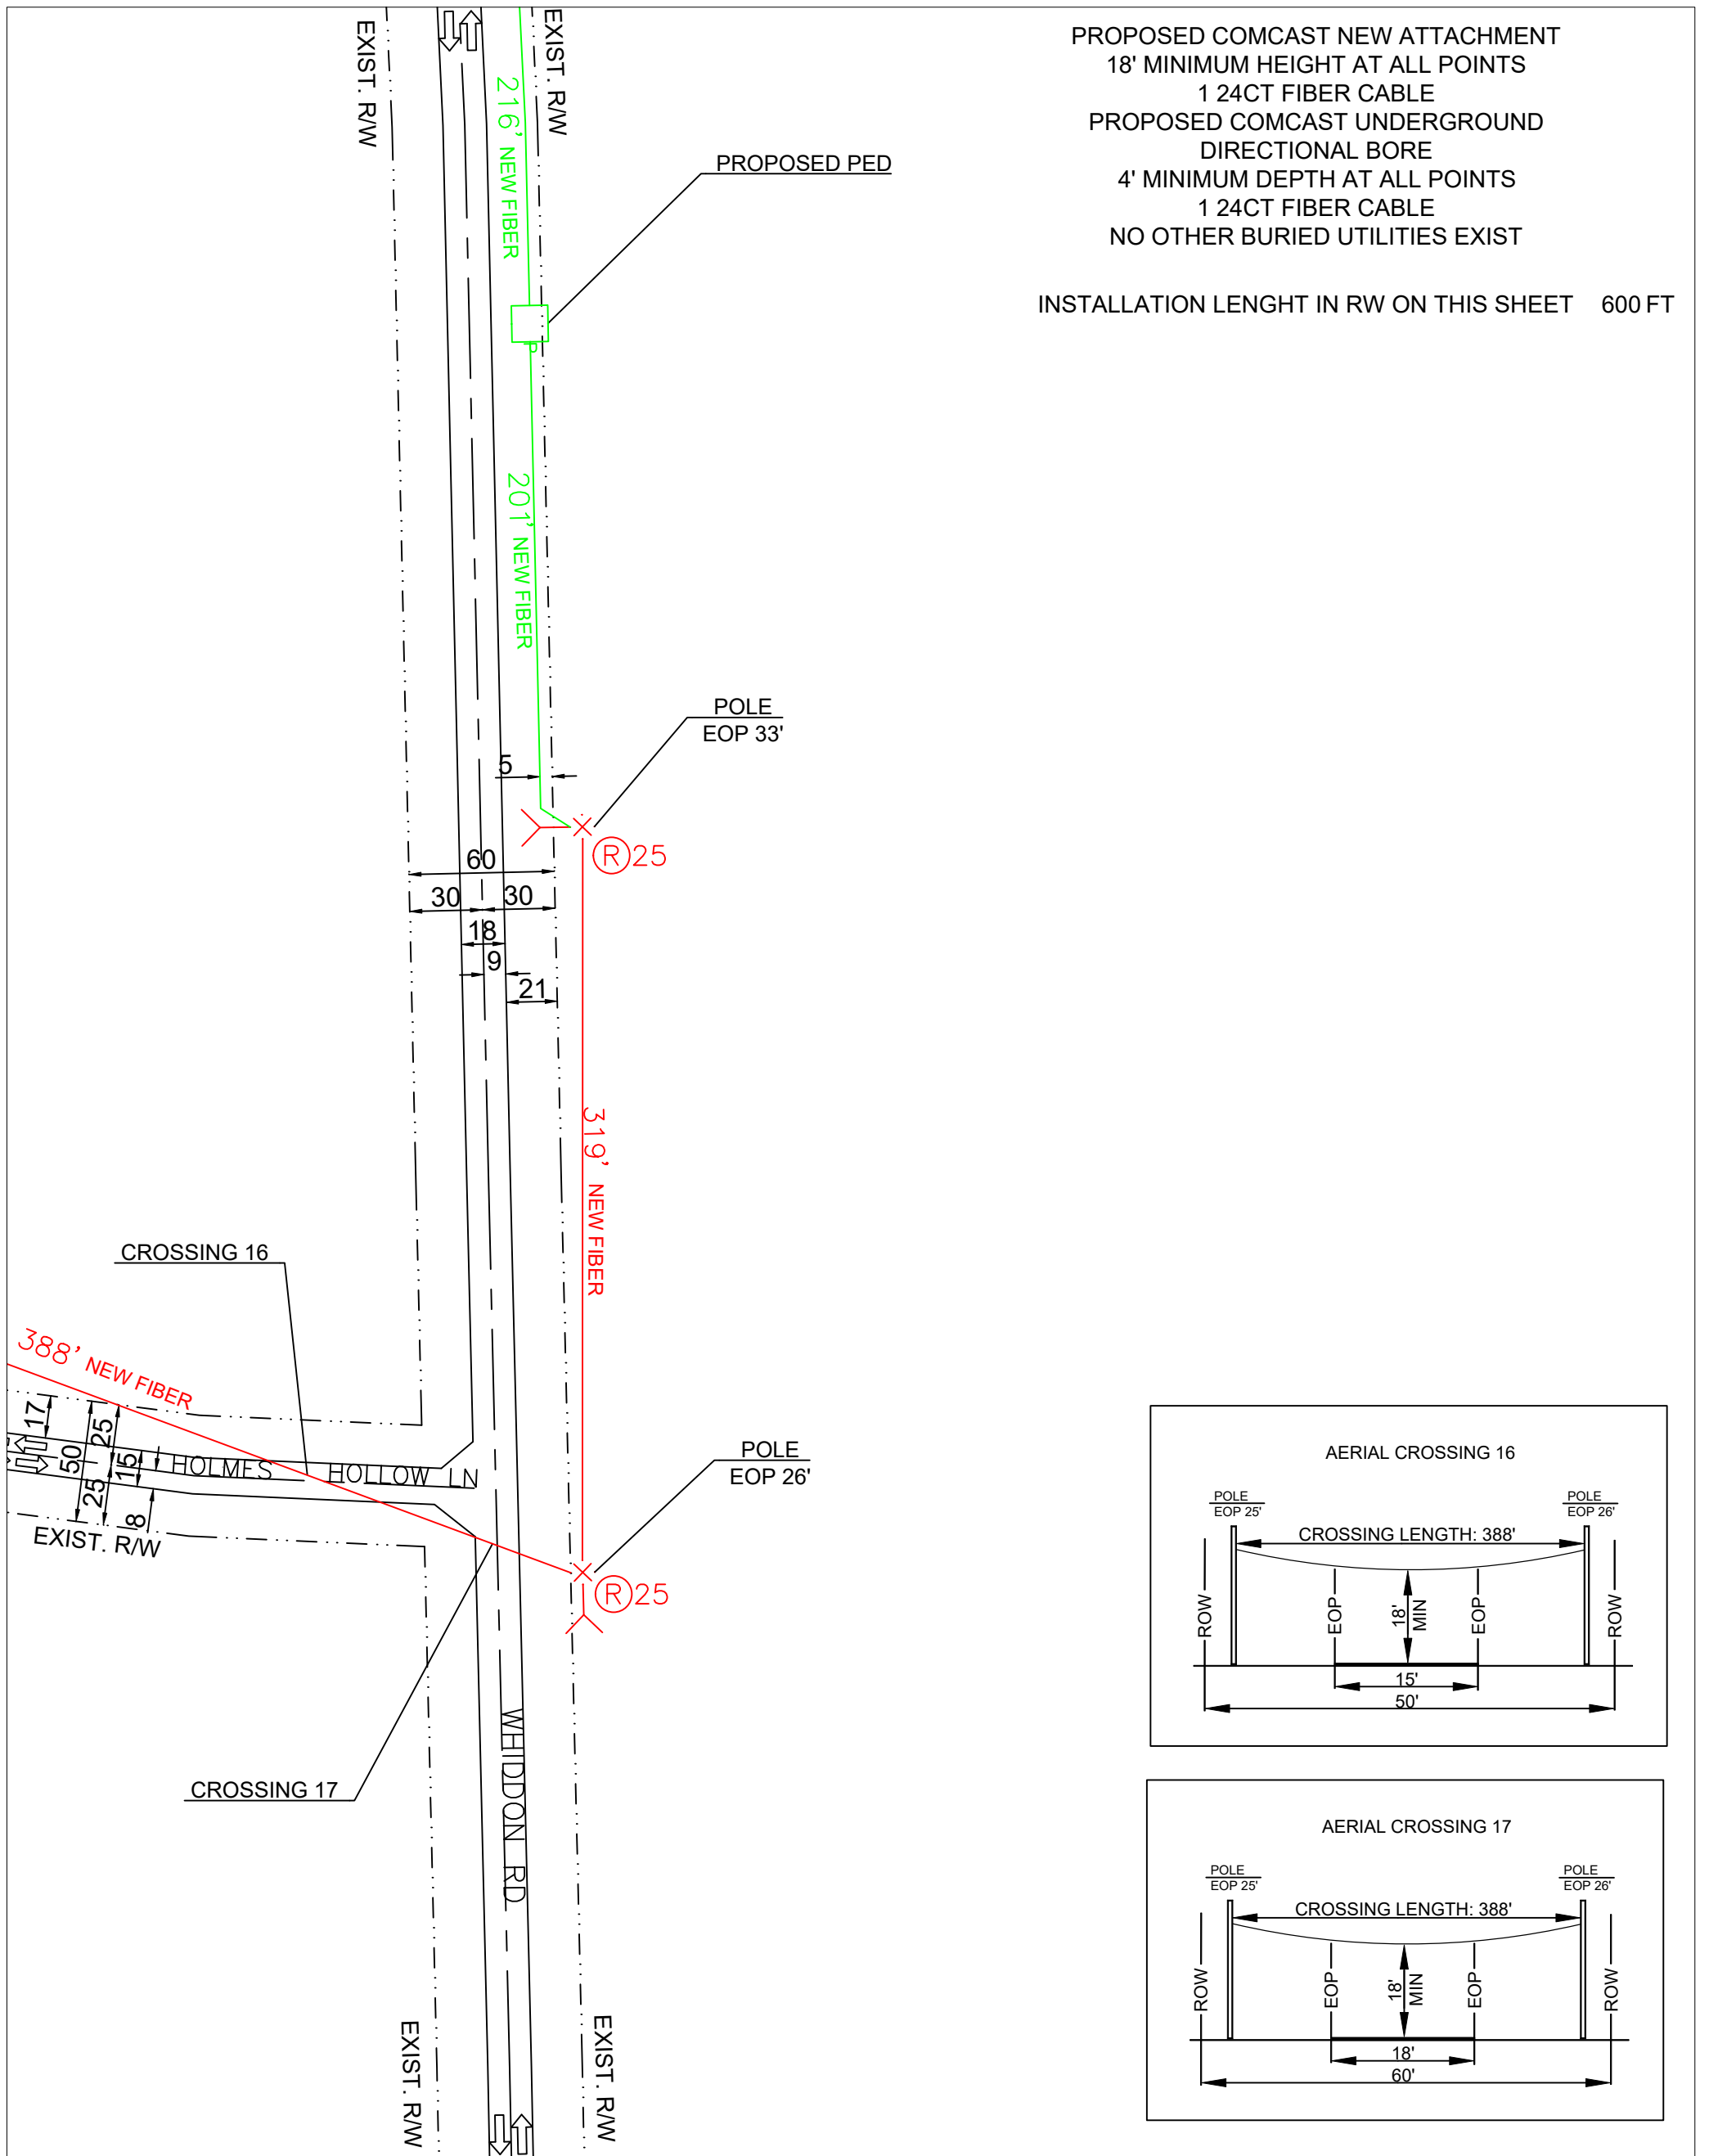 PROPOSED COMCAST NEW ATTACHMENT
18' MINIMUM HEIGHT AT ALL POINTS
1 24CT FIBER CABLE
PROPOSED COMCAST UNDERGROUND
DIRECTIONAL BORE
4' MINIMUM DEPTH AT ALL POINTS
1 24CT FIBER CABLE
NO OTHER BURIED UTILITIES EXIST
INSTALLATION LENGHT IN RW ON THIS SHEET 600 FT
EXIST. R/W
EXIST. R/W
216' NEW FIBER
PROPOSED PED
P
201' NEW FIBER
POLE
EOP 33'
5
R 25
60
30
30
18
9
21
319' NEW FIBER
CROSSING 16
388' NEW FIBER
17
50
25
25
15
8
HOLMES HOLLOW LN
EXIST. R/W
POLE
EOP 26'
R 25
CROSSING 17
WHIDDON RD
EXIST. R/W
EXIST. R/W
AERIAL CROSSING 16
POLE
EOP 25'
POLE
EOP 26'
CROSSING LENGTH: 388'
ROW
EOP
18'
MIN
EOP
ROW
15'
50'
AERIAL CROSSING 17
POLE
EOP 25'
POLE
EOP 26'
CROSSING LENGTH: 388'
ROW
EOP
18'
MIN
EOP
ROW
18'
60'